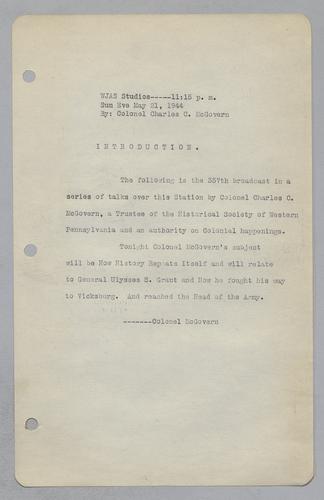 WJAS Studios-----11:15 p. m.
Sun Eve May 21, 1944
By: Colonel Charles C. McGovern
INTRODUCTION.
The following is the 357th broadcast in a
series of talks over this Station by Colonel Charles C.
McGovern, a Trustee of the Historical Society of Western
Pennsylvania and an authority on Colonial happenings.
Tonight Colonel McGovern's subject
will be How History Repeats Itself and will relate
to General Ulysses S. Grant and How he fought his way
to Vicksburg. And reached the Head of the Army.
-------Colonel McGovern